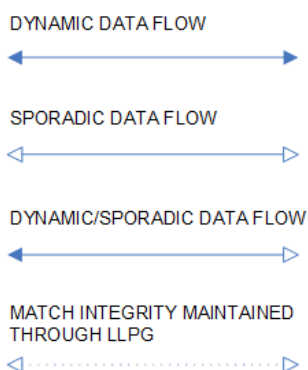 DYNAMIC DATA FLOW
SPORADIC DATA FLOW
DYNAMIC/SPORADIC DATA FLOW
MATCH INTEGRITY MAINTAINED
THROUGH LLPG